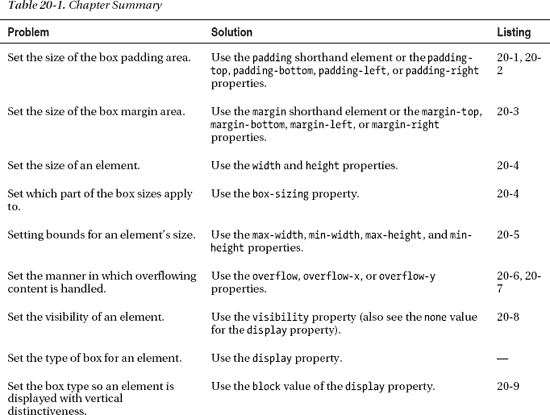 Table 20-1. Chapter Summary
Problem Solution Listing
Set the size of the box padding area. Use the padding shorthand element or the padding- 20-1, 20-
top, padding-bottom, padding-left, or padding-right 2
properties.
Set the size of the box margin area. Use the margin shorthand element or the margin-top, 20-3
margin-bottom, margin-left, or margin-right
properties.
Set the size of an element. Use the width and height properties. 20-4
Set which part of the box sizes apply Use the box-sizing property. 20-4
to.
Setting bounds for an element's size. Use the max-width, min-width, max-height, and min- 20-5
height properties.
Set the manner in which overflowing Use the overflow, overflow-x, or overflow-y 20-6, 20-
content is handled. properties. 7
Set the visibility of an element. Use the visibility property (also see the none value 20-8
for the display property).
Set the type of box for an element. Use the display property. —
Set the box type so an element is Use the block value of the display property. 20-9
displayed with vertical
distinctiveness.